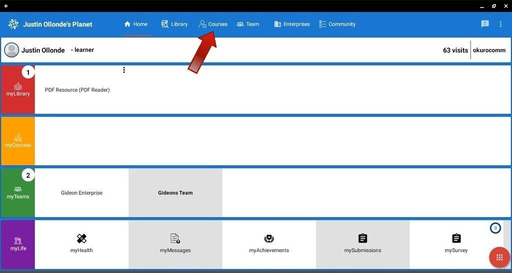 Justin Ollonde's Planet
Home
Library
Courses
Team
Enterprises
Community
Justin Ollonde - learner
63 visits
okurocomm
1
myLibrary
PDF Resource (PDF Reader)
myCourses
2
myTeams
Gideon Enterprise
Gideons Team
0
myLife
myHealth
myMessages
myAchievements
mySubmissions
mySurvey